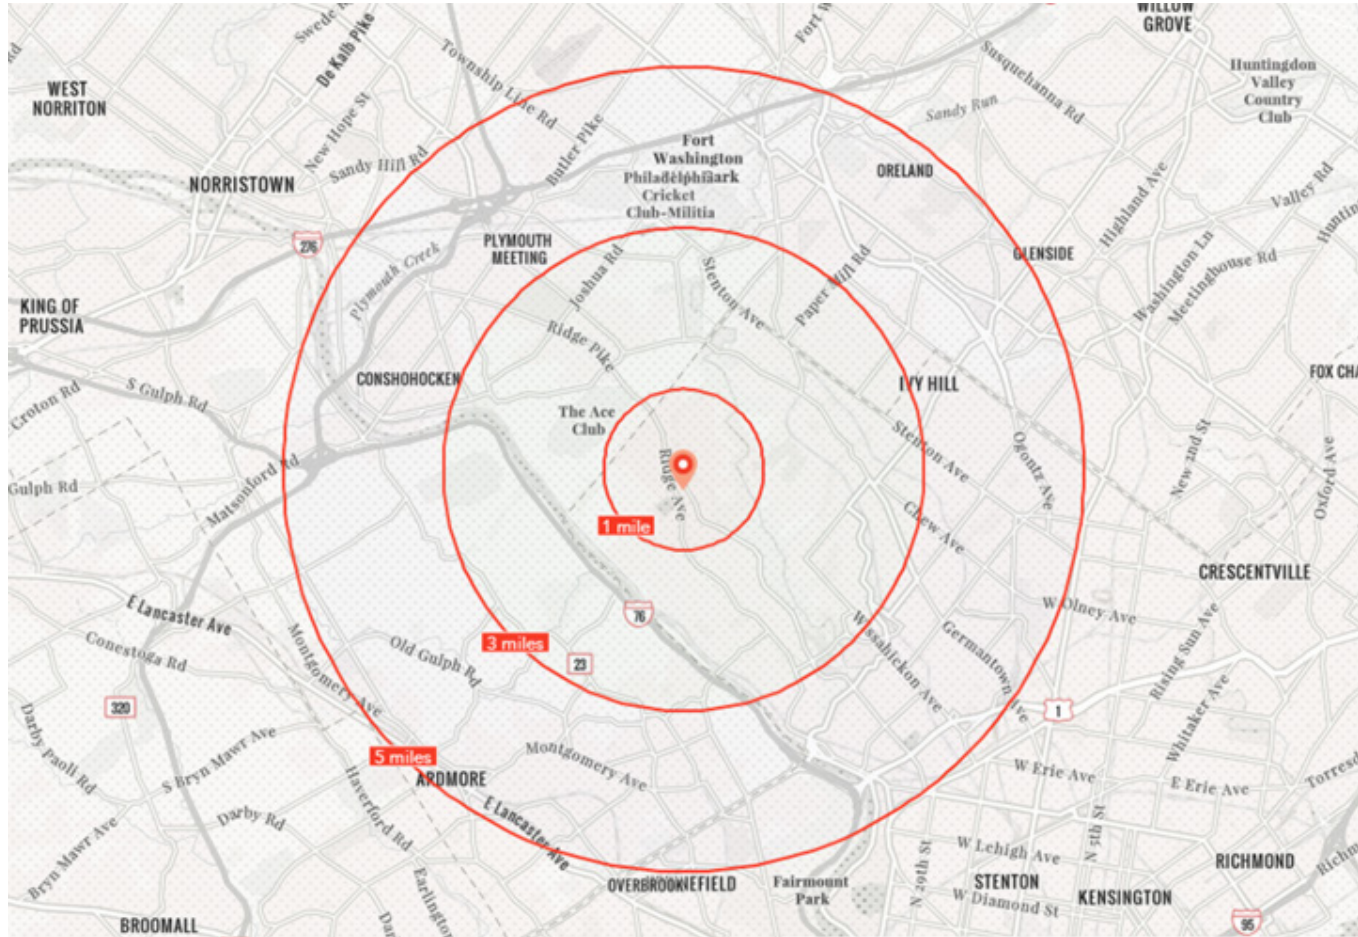 WILLOW
GROVE
Swede
De Kalb Pike
Township Line Rd
Fort
Susquehanna Rd
Huntingdon
Valley
Country
Club
Rd
WEST
NORRITON
New Hope St
Sandy Hill Rd
Butler Pike
Sandy Run
Fort
Washington
Cricket
Club-Militia
ORELAND
NORRISTOWN
Highland Ave
Valley Rd
276
Plymouth Creek
PLYMOUTH
MEETING
Joshua Rd
Stenton Ave
Paper Mill Rd
GLENSIDE
Washington Ln
Meetinghouse Rd
KING OF
PRUSSIA
Ridge Pike
CONSHOHOCKEN
IVY HILL
FOX CHA
Croton Rd
S Gulph Rd
The Ace
Club
Stenton Ave
Ogontz Ave
New 2nd St
Oxford Ave
Gulph Rd
Matsonford Rd
Ridge Ave
1 mile
Chew Ave
CRESCENTVILLE
E Lancaster Ave
Conestoga Rd
Montgomery Ave
Old Gulph Rd
3 miles
23
76
Wissahickon Ave
Germantown Ave
W Olney Ave
Rising Sun Ave
320
1
Darby Paoli Rd
S Bryn Mawr Ave
5 miles
ARDMORE
Montgomery Ave
Whitaker Ave
W Erie Ave
E Erie Ave
Haverford Rd
Darby Rd
E Lancaster Ave
Bryn Mawr Ave
N 29th St
W Lehigh Ave
N 5th St
RICHMOND
Fairmount
Park
STENTON
W Diamond St
KENSINGTON
BROOMALL
95